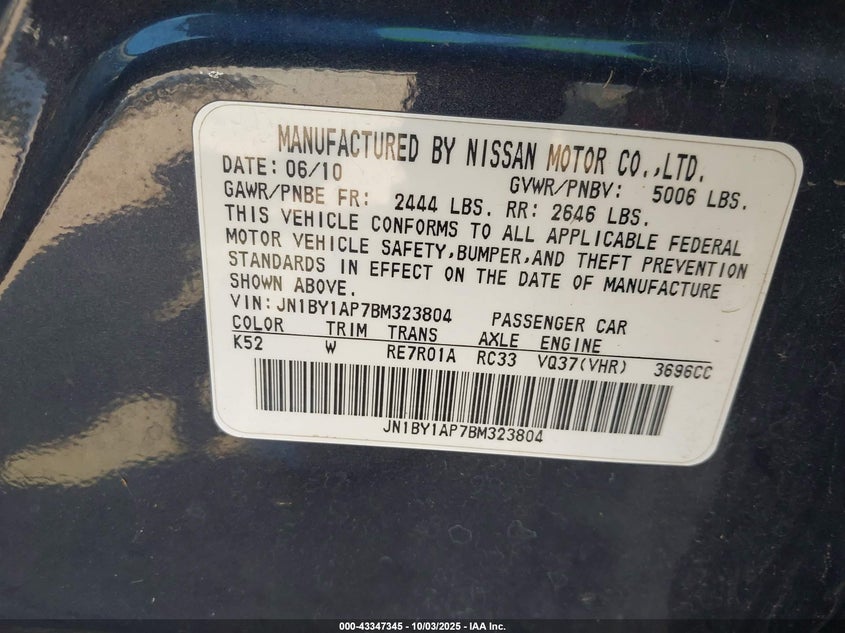 MANUFACTURED BY NISSAN MOTOR CO.,LTD.
DATE: 06/10 GVWR/PNBV: 5006 LBS.
GAWR/PNBE FR: 2444 LBS. RR: 2646 LBS.
THIS VEHICLE CONFORMS TO ALL APPLICABLE FEDERAL
MOTOR VEHICLE SAFETY,BUMPER,AND THEFT PREVENTION
STANDARDS IN EFFECT ON THE DATE OF MANUFACTURE
SHOWN ABOVE.
VIN:JN1BY1AP7BM323804 PASSENGER CAR
COLOR TRIM TRANS AXLE ENGINE
K52 W RE7R01A RC33 VQ37(VHR) 3696CC
JN1BY1AP7BM323804
000-43347345 - 10/03/2025 - IAA Inc.